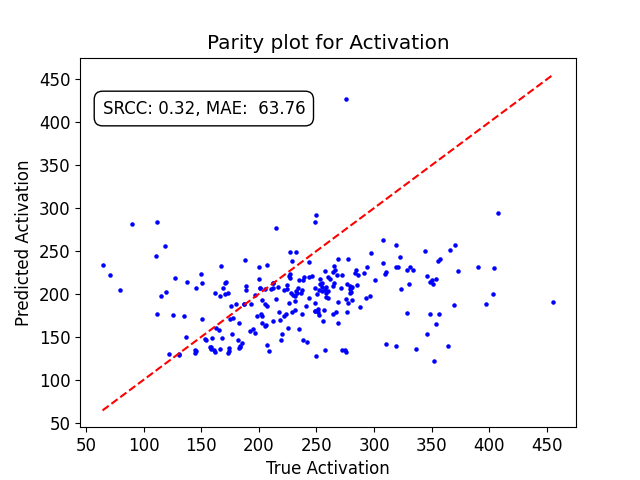 Parity plot for Activation
SRCC: 0.32, MAE:  63.76
Predicted Activation
450
400
350
300
250
200
150
100
50
50 100 150 200 250 300 350 400 450
True Activation